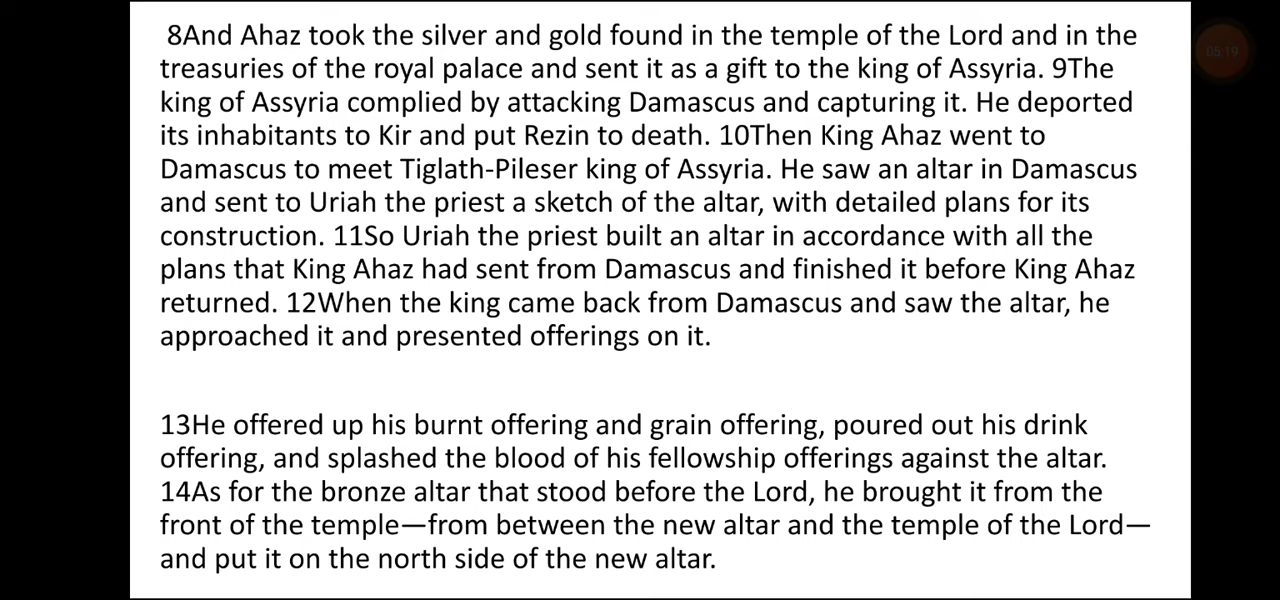 8And Ahaz took the silver and gold found in the temple of the Lord and in the
treasuries of the royal palace and sent it as a gift to the king of Assyria. 9The
king of Assyria complied by attacking Damascus and capturing it. He deported
its inhabitants to Kir and put Rezin to death. 10Then King Ahaz went to
Damascus to meet Tiglath-Pileser king of Assyria. He saw an altar in Damascus
and sent to Uriah the priest a sketch of the altar, with detailed plans for its
construction. 11So Uriah the priest built an altar in accordance with all the
plans that King Ahaz had sent from Damascus and finished it before King Ahaz
returned. 12When the king came back from Damascus and saw the altar, he
approached it and presented offerings on it.
13He offered up his burnt offering and grain offering, poured out his drink
offering, and splashed the blood of his fellowship offerings against the altar.
14As for the bronze altar that stood before the Lord, he brought it from the
front of the temple—from between the new altar and the temple of the Lord—
and put it on the north side of the new altar.
05:19